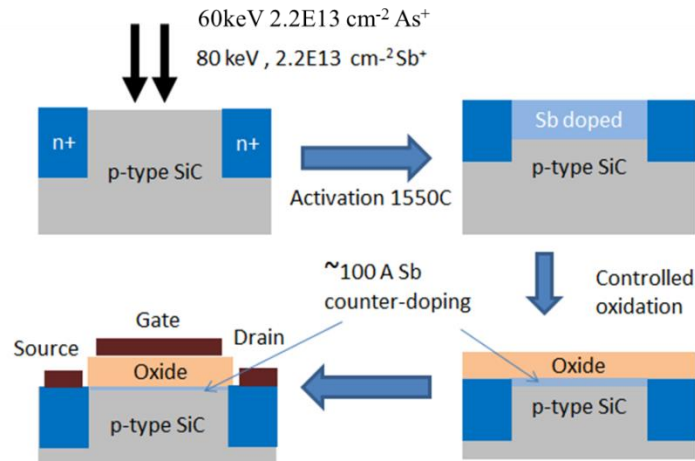 60keV 2.2E13 cm⁻² As⁺
80 keV , 2.2E13 cm-²Sb⁺
n+
n+
p-type SiC
Activation 1550C
Sb doped
p-type SiC
~100 A Sb
counter-doping
Controlled
oxidation
Gate
Source
Drain
Oxide
p-type SiC
Oxide
p-type SiC